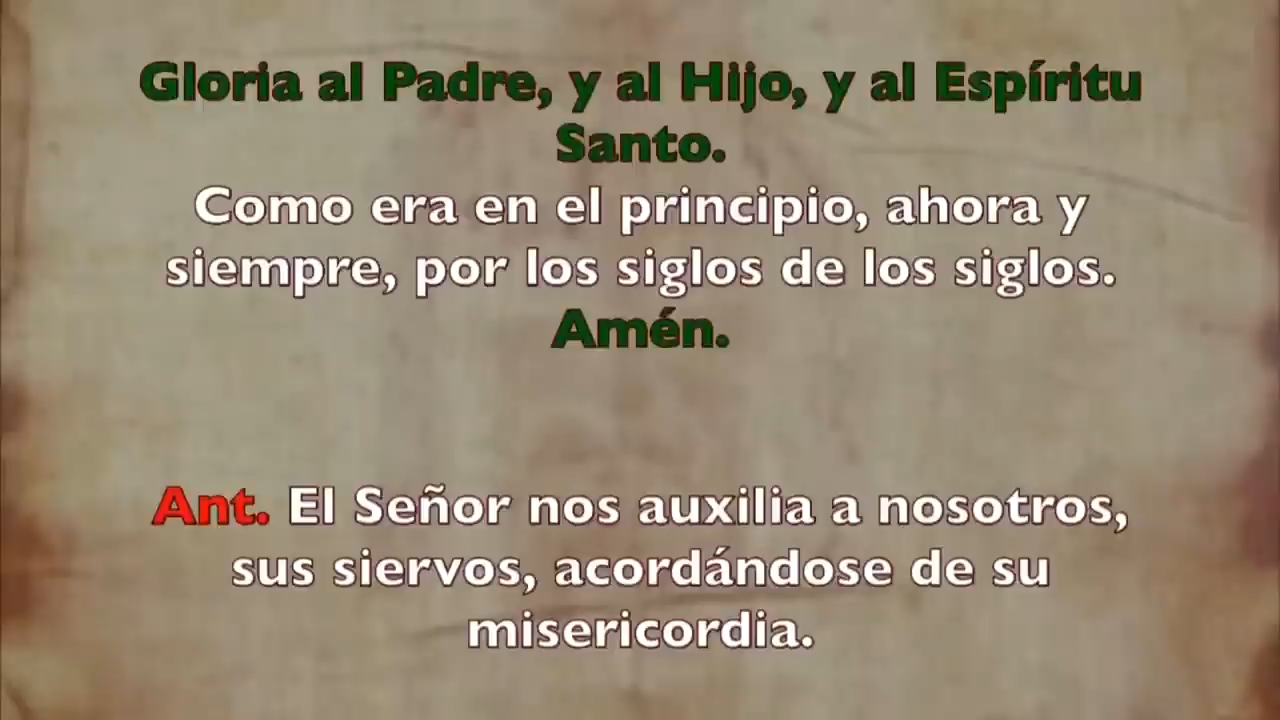 Gloria al Padre, y al Hijo, y al Espíritu
Santo.
Como era en el principio, ahora y
siempre, por los siglos de los siglos.
Amén.
Ant. El Señor nos auxilia a nosotros,
sus siervos, acordándose de su
misericordia.